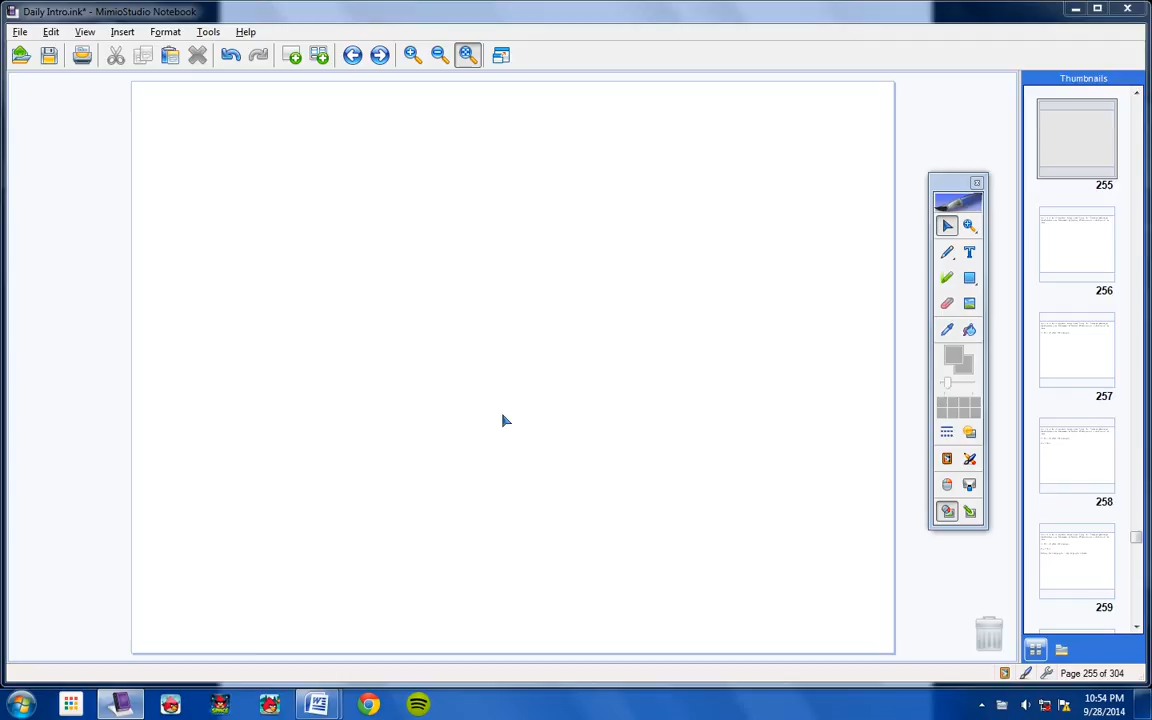 Daily Intro.ink* - MimioStudio Notebook
File Edit View Insert Format Tools Help
Thumbnails
255
256
257
258
259
T
Page 255 of 304
10:54 PM
9/28/2014